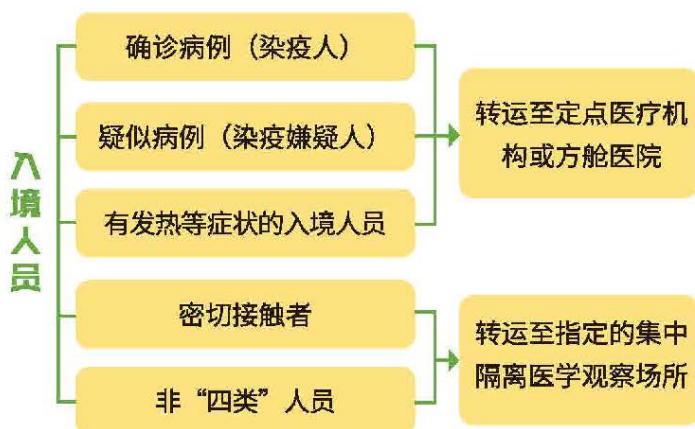 入境人员
确诊病例（染疫人）
疑似病例（染疫嫌疑人）
有发热等症状的入境人员
密切接触者
非“四类”人员
转运至定点医疗机
构或方舱医院
转运至指定的集中
隔离医学观察场所